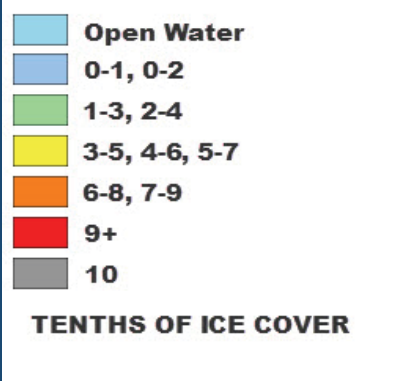 Open Water
0-1, 0-2
1-3, 2-4
3-5, 4-6, 5-7
6-8, 7-9
9+
10
TENTHS OF ICE COVER